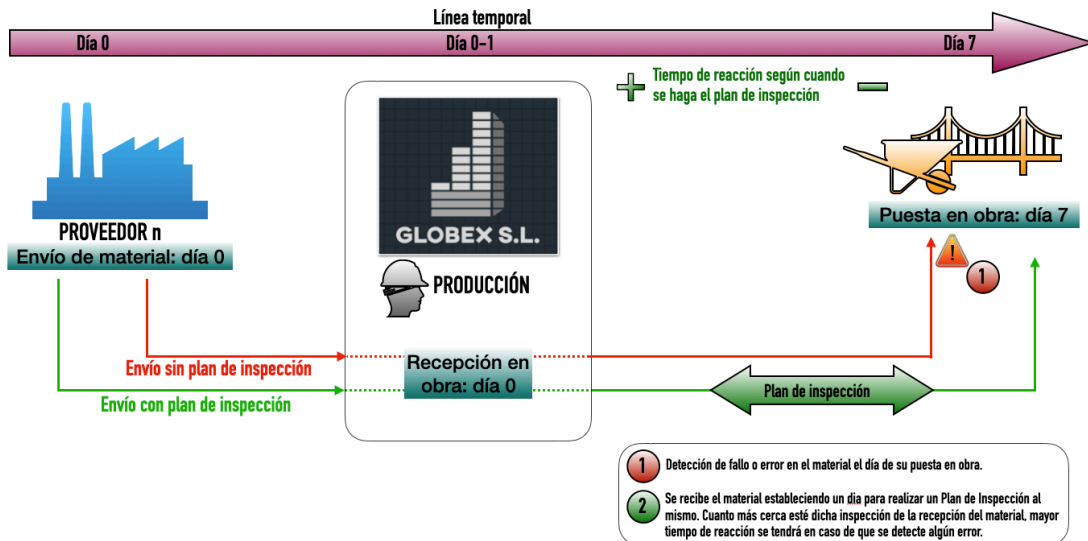 Línea temporal
Día 0
Día 0-1
Día 7
Tiempo de reacción según cuando
se haga el plan de inspección
GLOBEX S.L.
PROVEEDOR n
Envío de material: día 0
PRODUCCIÓN
Puesta en obra: día 7
!
1
Envío sin plan de inspección
Recepción en
obra: día 0
Envío con plan de inspección
Plan de inspección
1
Detección de fallo o error en el material el día de su puesta en obra.
2
Se recibe el material estableciendo un dia para realizar un Plan de Inspección al
mismo. Cuanto más cerca esté dicha inspección de la recepción del material, mayor
tiempo de reacción se tendrá en caso de que se detecte algún error.